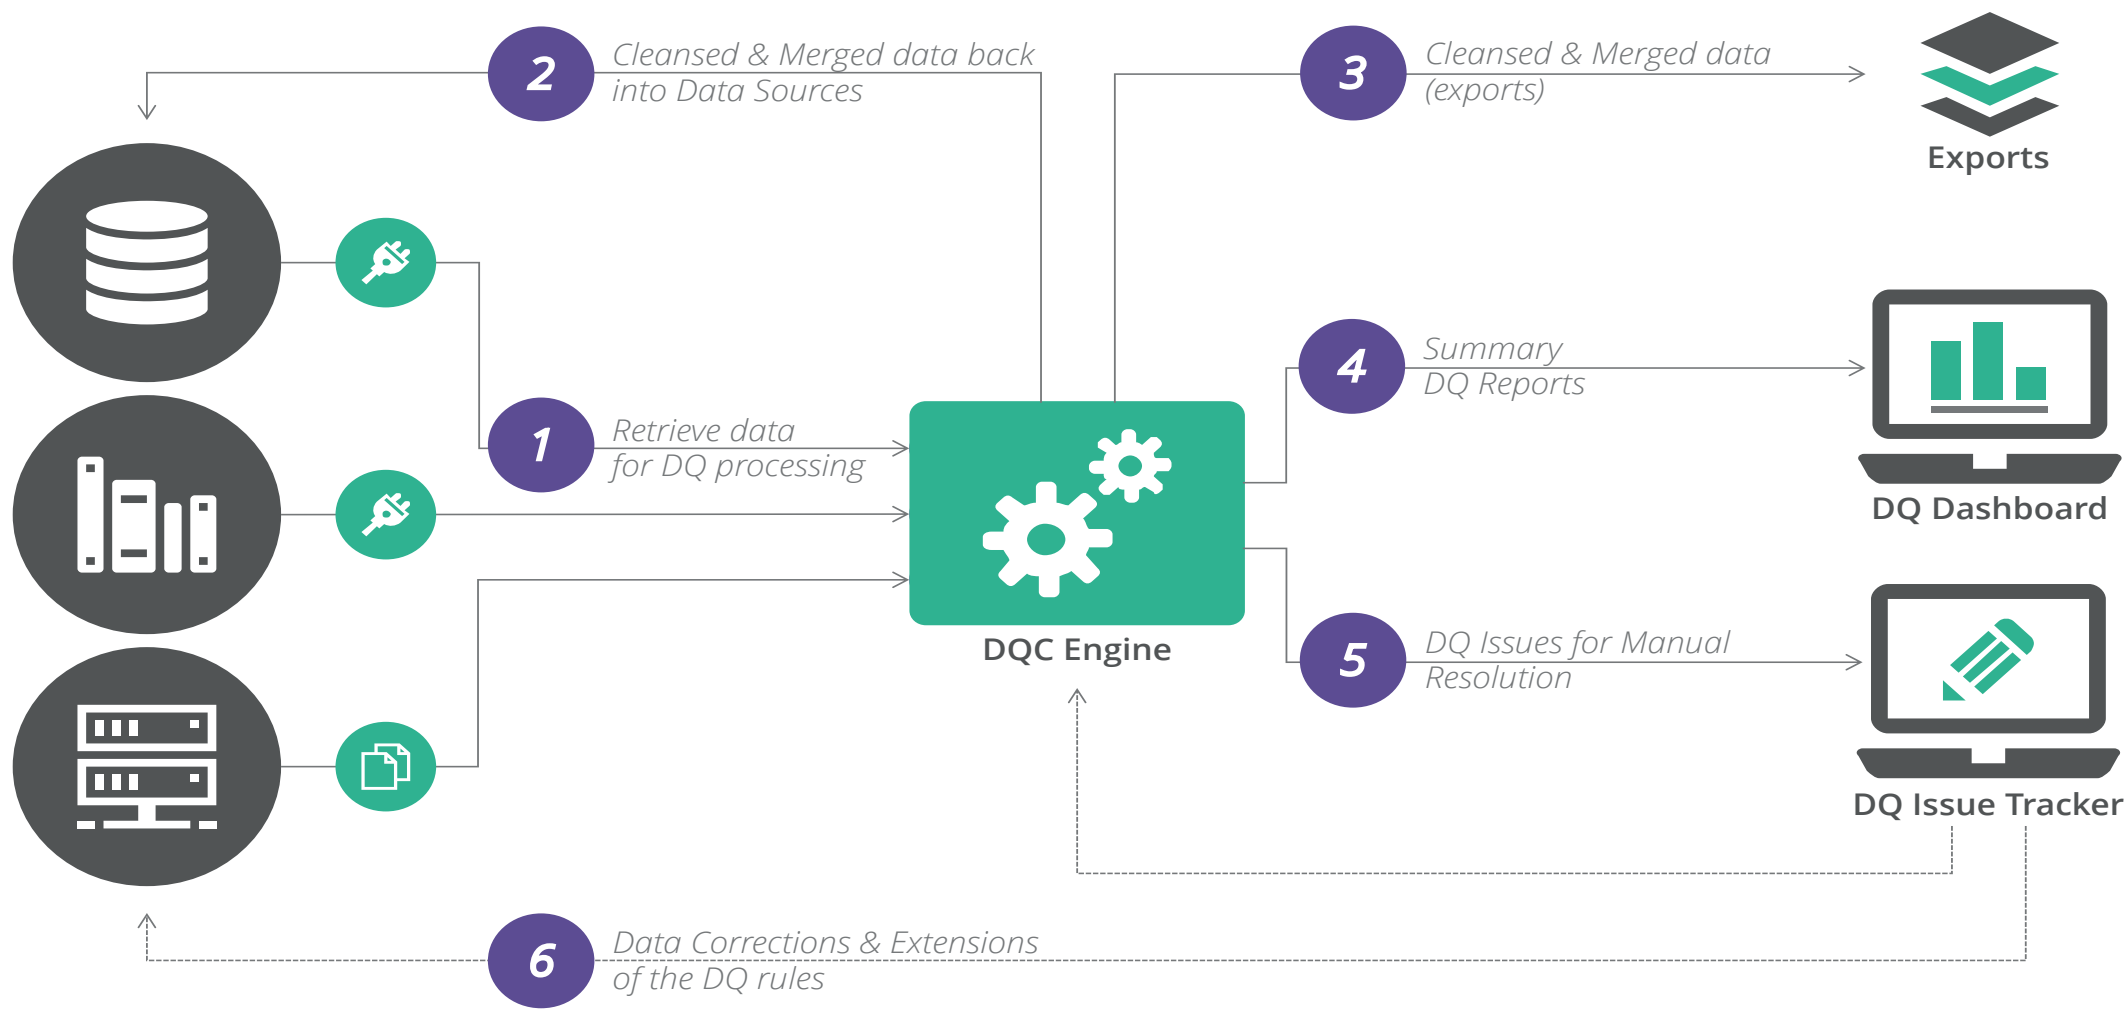 2
Cleansed & Merged data back
into Data Sources
3
Cleansed & Merged data
(exports)
Exports
1
Retrieve data
for DQ processing
4
Summary
DQ Reports
DQ Dashboard
DQC Engine
5
DQ Issues for Manual
Resolution
DQ Issue Tracker
6
Data Corrections & Extensions
of the DQ rules